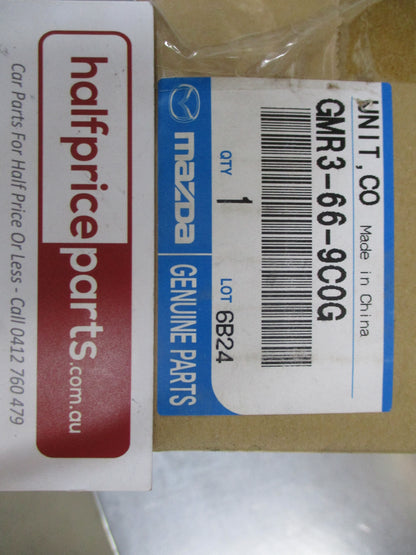 halfpriceparts.com.au
Car Parts For Half Price Or Less - Call 0412 760 479
UNIT,CO Made in China
GMR3-66-9C0G
QTY 1 LOT 6B24
mazda GENUINE PARTS